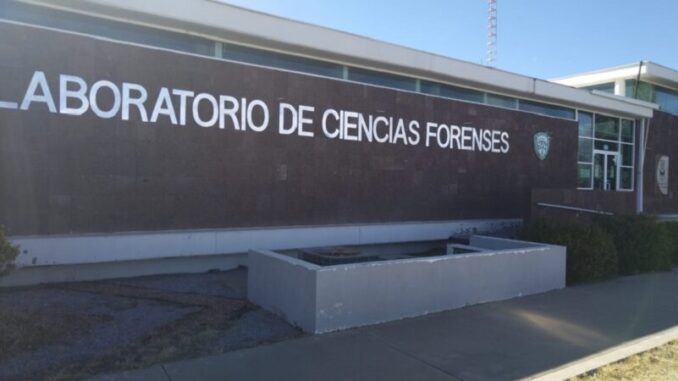 LABORATORIO DE CIENCIAS FORENSES